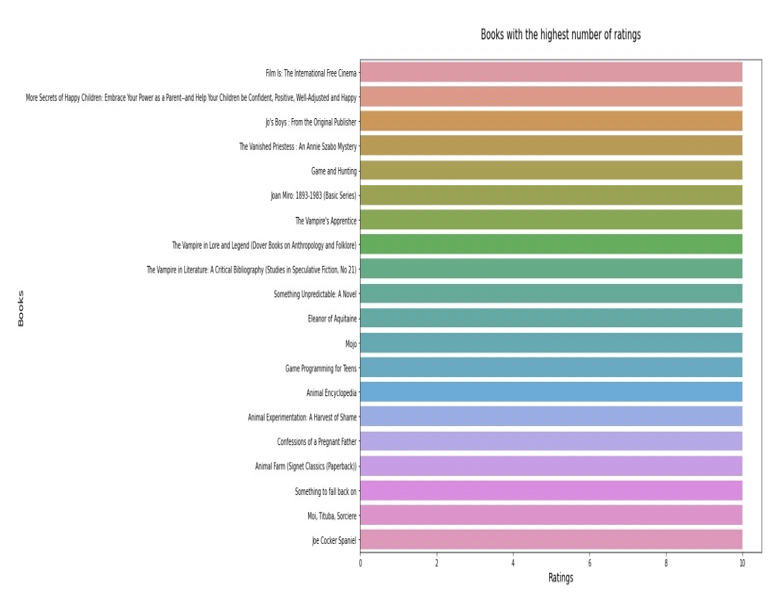 Books with the highest number of ratings
Film Is: The International Free Cinema
More Secrets of Happy Children: Embrace Your Power as a Parent--and Help Your Children be Confident, Positive, Well-Adjusted and Happy
Jo's Boys : From the Original Publisher
The Vanished Priestess : An Annie Szabo Mystery
Game and Hunting
Joan Miro: 1893-1983 (Basic Series)
The Vampire's Apprentice
The Vampire in Lore and Legend (Dover Books on Anthropology and Folklore)
The Vampire in Literature: A Critical Bibliography (Studies in Speculative Fiction, No 21)
Something Unpredictable: A Novel
Eleanor of Aquitaine
Mojo
Game Programming for Teens
Animal Encyclopedia
Animal Experimentation: A Harvest of Shame
Confessions of a Pregnant Father
Animal Farm (Signet Classics (Paperback))
Something to fall back on
Moi, Tituba, Sorciere
Joe Cocker Spaniel
Books
0 2 4 6 8 10
Ratings